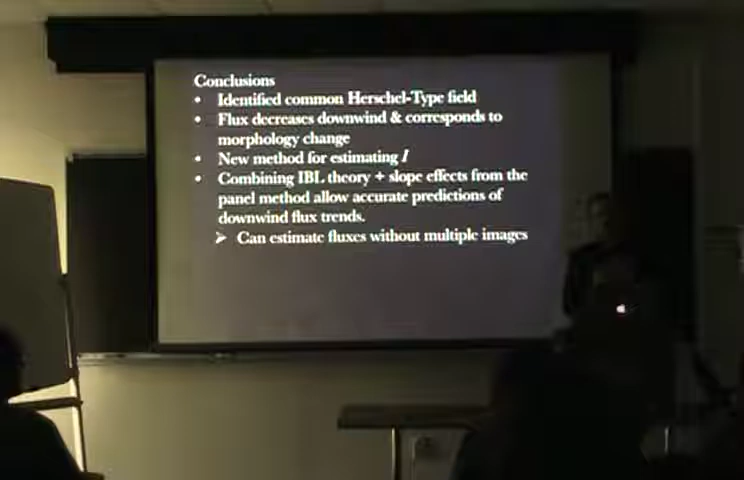 Conclusions
• Identified common Herschel-Type field
• Flux decreases downwind & corresponds to
morphology change
• New method for estimating I
• Combining IBL theory + slope effects from the
panel method allow accurate predictions of
downwind flux trends.
➢ Can estimate fluxes without multiple images